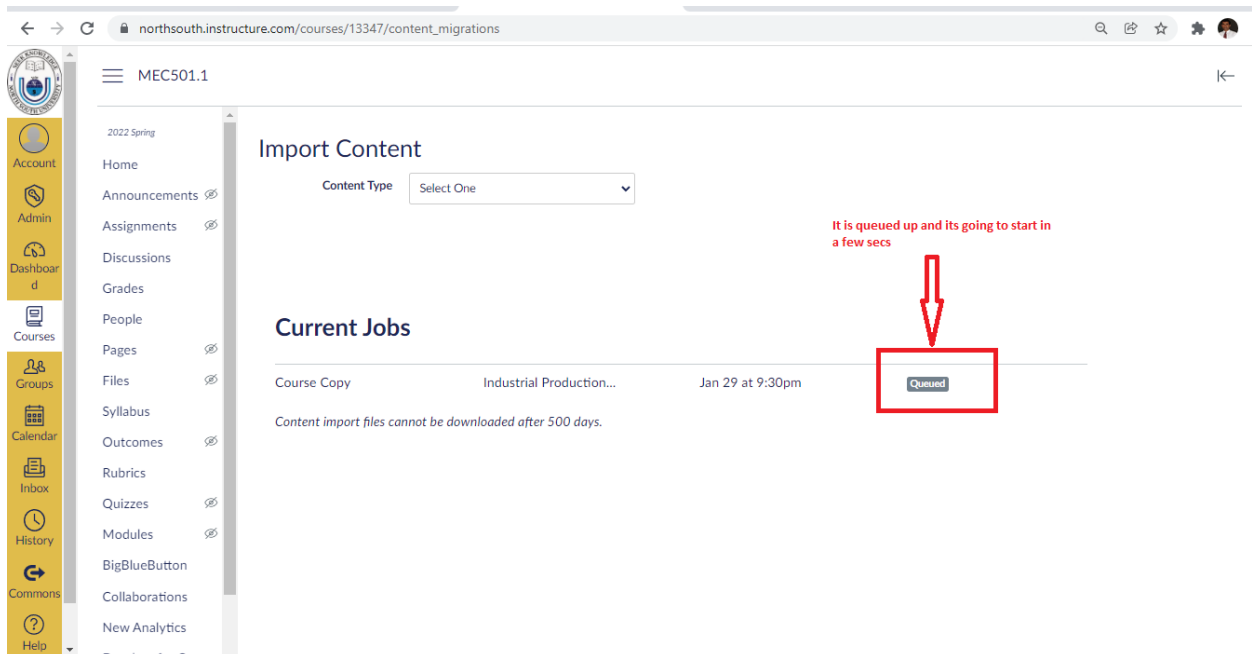 northsouth.instructure.com/courses/13347/content_migrations
MEC501.1
Account
Admin
Dashboar
d
Courses
Groups
Calendar
Inbox
History
Commons
Help
2022 Spring
Home
Announcements
Assignments
Discussions
Grades
People
Pages
Files
Syllabus
Outcomes
Rubrics
Quizzes
Modules
BigBlueButton
Collaborations
New Analytics
Import Content
Content Type Select One
It is queued up and its going to start in
a few secs
Current Jobs
Course Copy Industrial Production... Jan 29 at 9:30pm Queued
Content import files cannot be downloaded after 500 days.